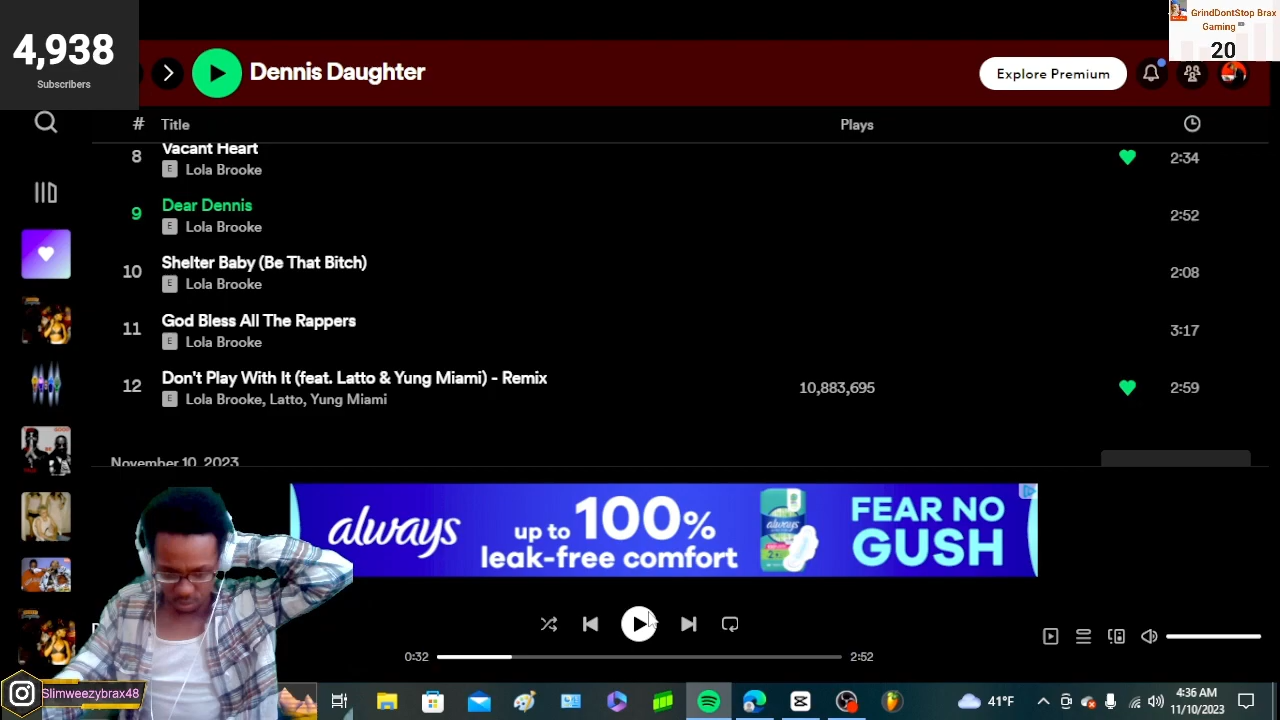 4,938
Subscribers
Dennis Daughter
Explore Premium
GrindDontStop Brax
Gaming
20
# Title Plays
8 Vacant Heart 2:34
E Lola Brooke
9 Dear Dennis 2:52
E Lola Brooke
10 Shelter Baby (Be That Bitch) 2:08
E Lola Brooke
11 God Bless All The Rappers 3:17
E Lola Brooke
12 Don't Play With It (feat. Latto & Yung Miami) - Remix 10,883,695 2:59
E Lola Brooke, Latto, Yung Miami
November 10, 2023
always
up to 100%
leak-free comfort
always
FEAR NO
GUSH
0:32 2:52
Slimweezybrax48
41°F
4:36 AM
11/10/2023